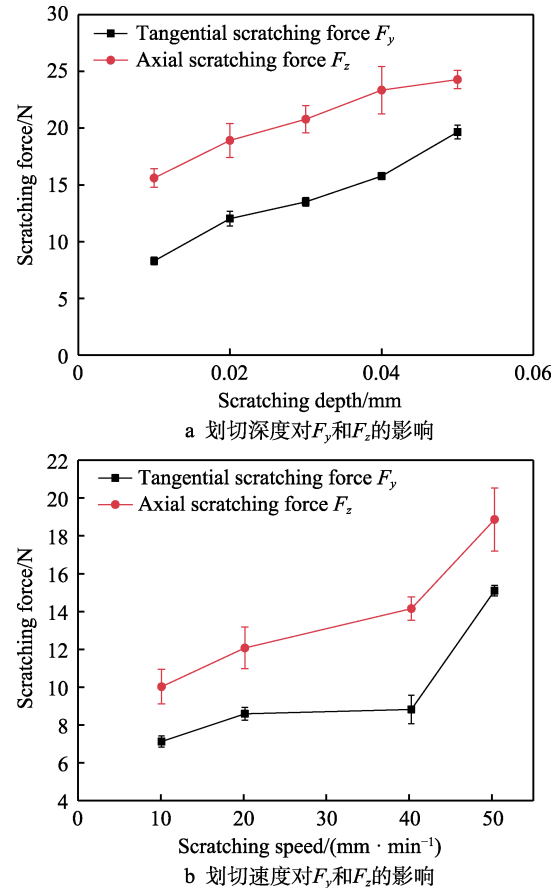 30
25
20
15
10
5
0
Tangential scratching force Fy
Axial scratching force Fz
Scratching force/N
0 0.02 0.04 0.06
Scratching depth/mm
a 划切深度对Fy和Fz的影响
22
20
18
16
14
12
10
8
6
4
Tangential scratching force Fy
Axial scratching force Fz
Scratching force/N
0 10 20 30 40 50
Scratching speed/(mm · min⁻¹)
b 划切速度对Fy和Fz的影响